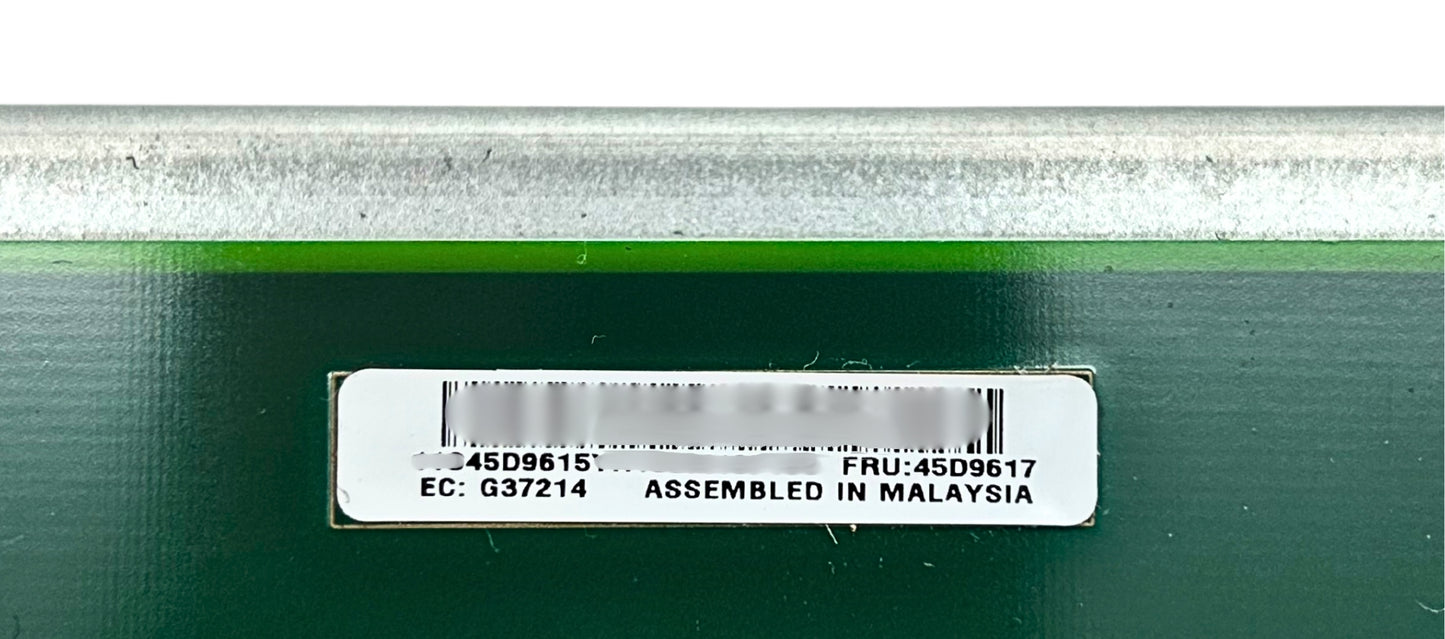 45D9615 FRU:45D9617
EC: G37214 ASSEMBLED IN MALAYSIA